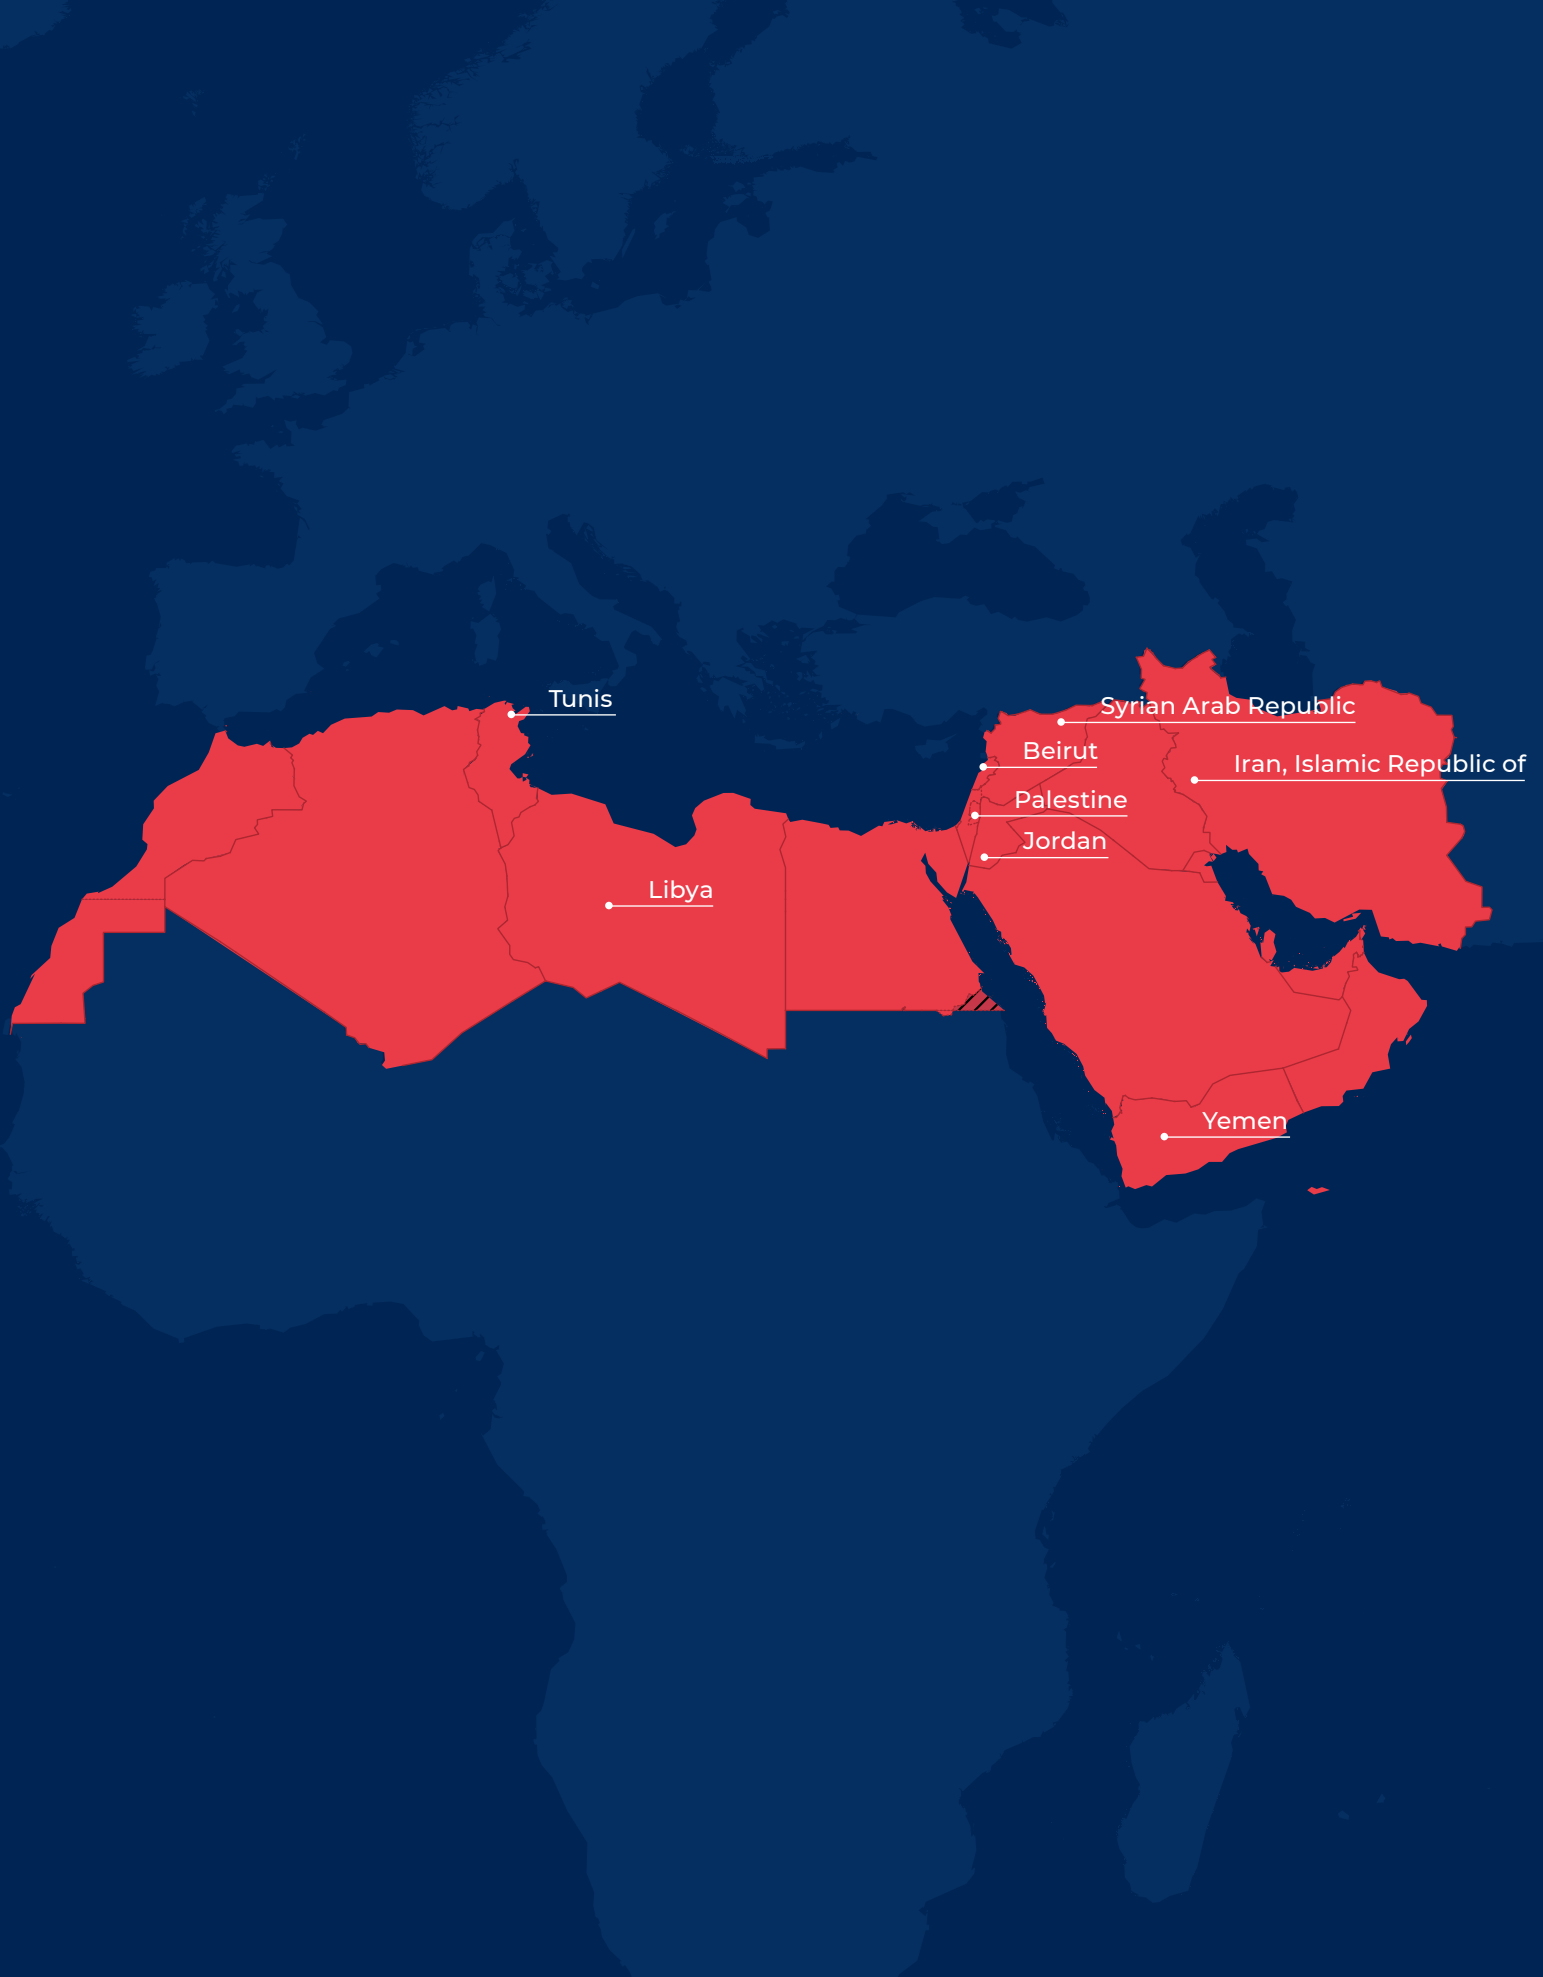 Tunis
Syrian Arab Republic
Beirut
Iran, Islamic Republic of
Palestine
Jordan
Libya
Yemen